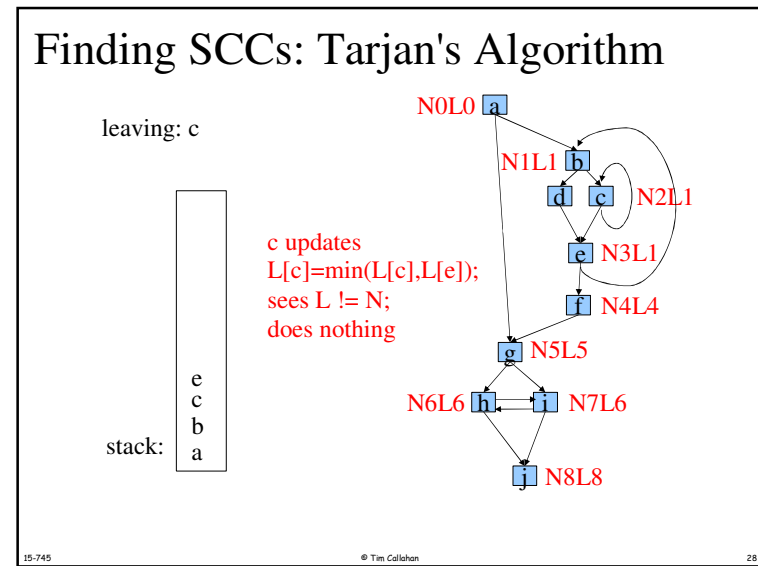 Finding SCCs: Tarjan's Algorithm
leaving: c
c updates
L[c]=min(L[c],L[e]);
sees L != N;
does nothing
stack:
e
c
b
a
N0L0 a
N1L1 b
d c N2L1
e N3L1
f N4L4
g N5L5
N6L6 h i N7L6
j N8L8
15-745 © Tim Callahan 28